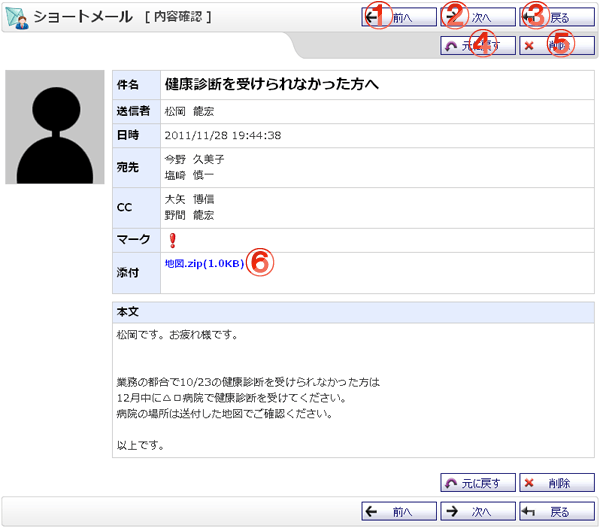 ショートメール [ 内容確認 ]
① 前へ ② 次へ ③ 戻る
④ 元に戻す ⑤ 削除
件名 健康診断を受けられなかった方へ
送信者 松岡 龍宏
日時 2011/11/28 19:44:38
宛先 今野 久美子
塩崎 慎一
CC 大矢 博信
野間 龍宏
マーク
添付 地図.zip(1.0KB) ⑥
本文
松岡です。お疲れ様です。
業務の都合で10/23の健康診断を受けられなかった方は
12月中に△ロ病院で健康診断を受けてください。
病院の場所は送付した地図でご確認ください。
以上です。
元に戻す 削除
前へ 次へ 戻る